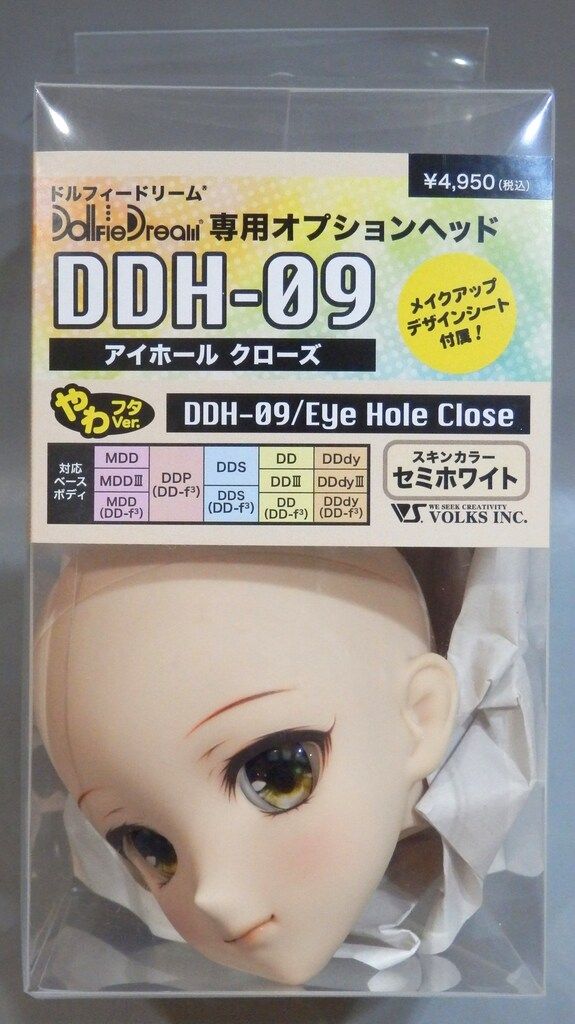 ¥4,950(税込)
ドルフィードリーム®
DollfieDream® 専用オプションヘッド
DDH-09
アイホール クローズ
メイクアップ
デザインシート
付属！
やわフタ
Ver.
DDH-09/Eye Hole Close
対応
ベース
ボディ
MDD DDP (DD-f³) DDS DD DDdy
MDDⅢ DDⅢ DDdyⅢ
MDD (DD-f³) DDS (DD-f³) DD (DD-f³) DDdy (DD-f³)
スキンカラー
セミホワイト
WE SEEK CREATIVITY
VS. VOLKS INC.